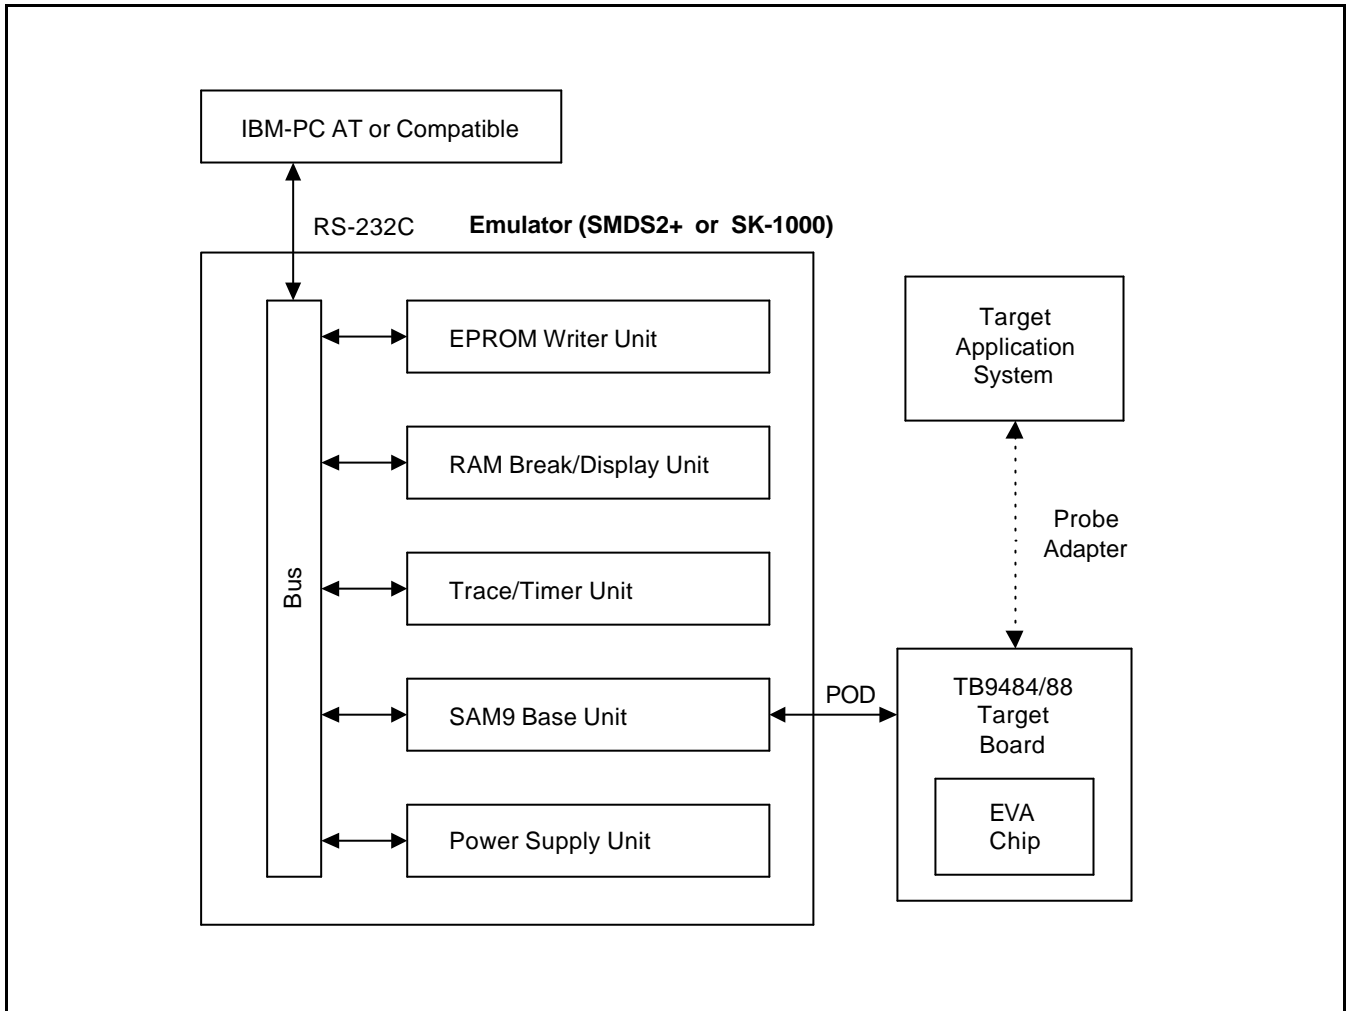 IBM-PC AT or Compatible
RS-232C
Emulator (SMDS2+ or SK-1000)
Bus
EPROM Writer Unit
RAM Break/Display Unit
Trace/Timer Unit
SAM9 Base Unit
Power Supply Unit
POD
Target
Application
System
Probe
Adapter
TB9484/88
Target
Board
EVA
Chip